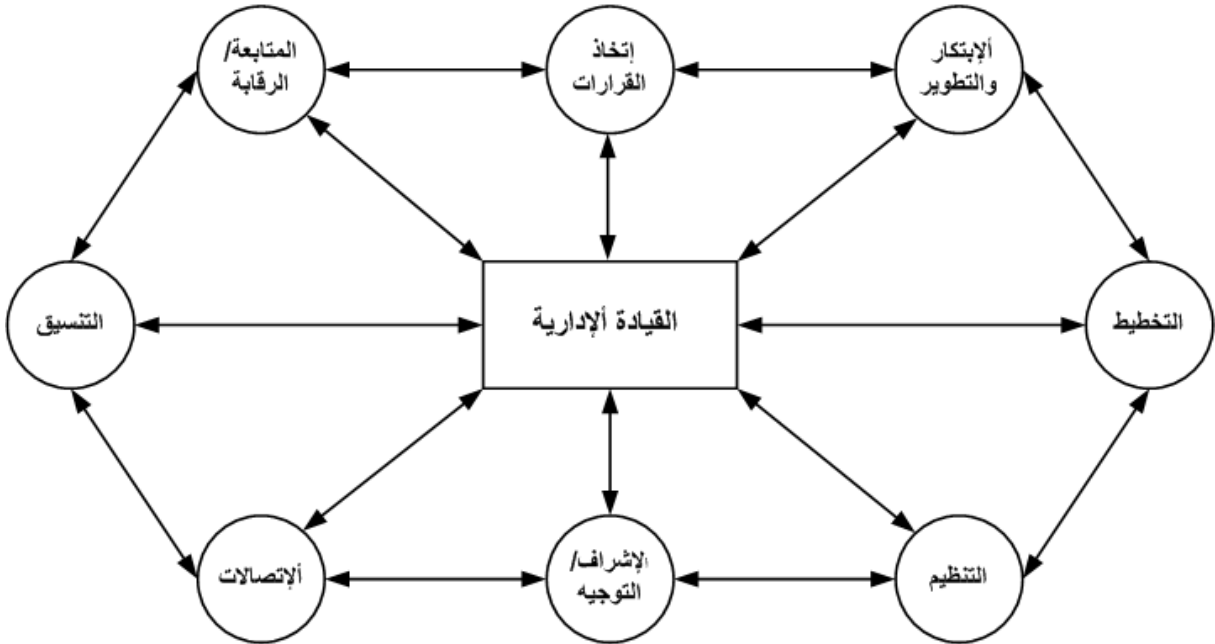 ألإبتكار
والتطوير
إتخاذ
القرارات
المتابعة/
الرقابة
التخطيط
القيادة ألإدارية
التنسيق
التنظيم
الإشراف/
التوجيه
ألإتصالات